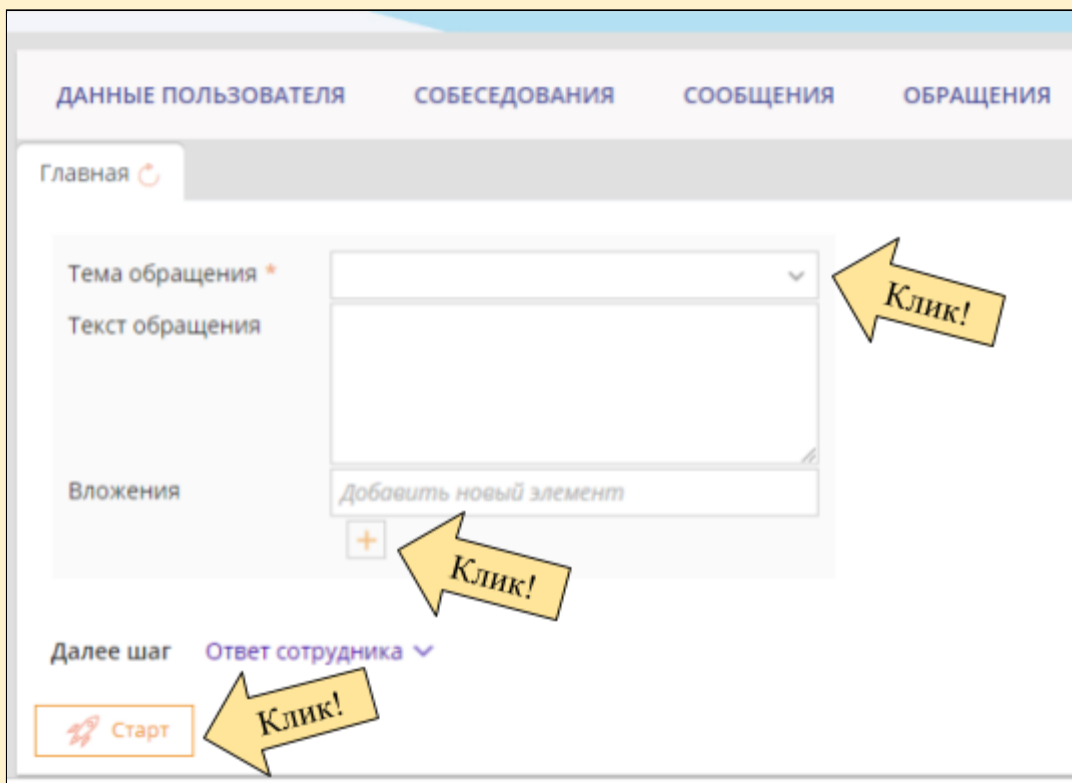 ДАННЫЕ ПОЛЬЗОВАТЕЛЯ СОБЕСЕДОВАНИЯ СООБЩЕНИЯ ОБРАЩЕНИЯ
Главная
Тема обращения *
Клик!
Текст обращения
Вложения Добавить новый элемент
+
Клик!
Далее шаг Ответ сотрудника
Старт Клик!